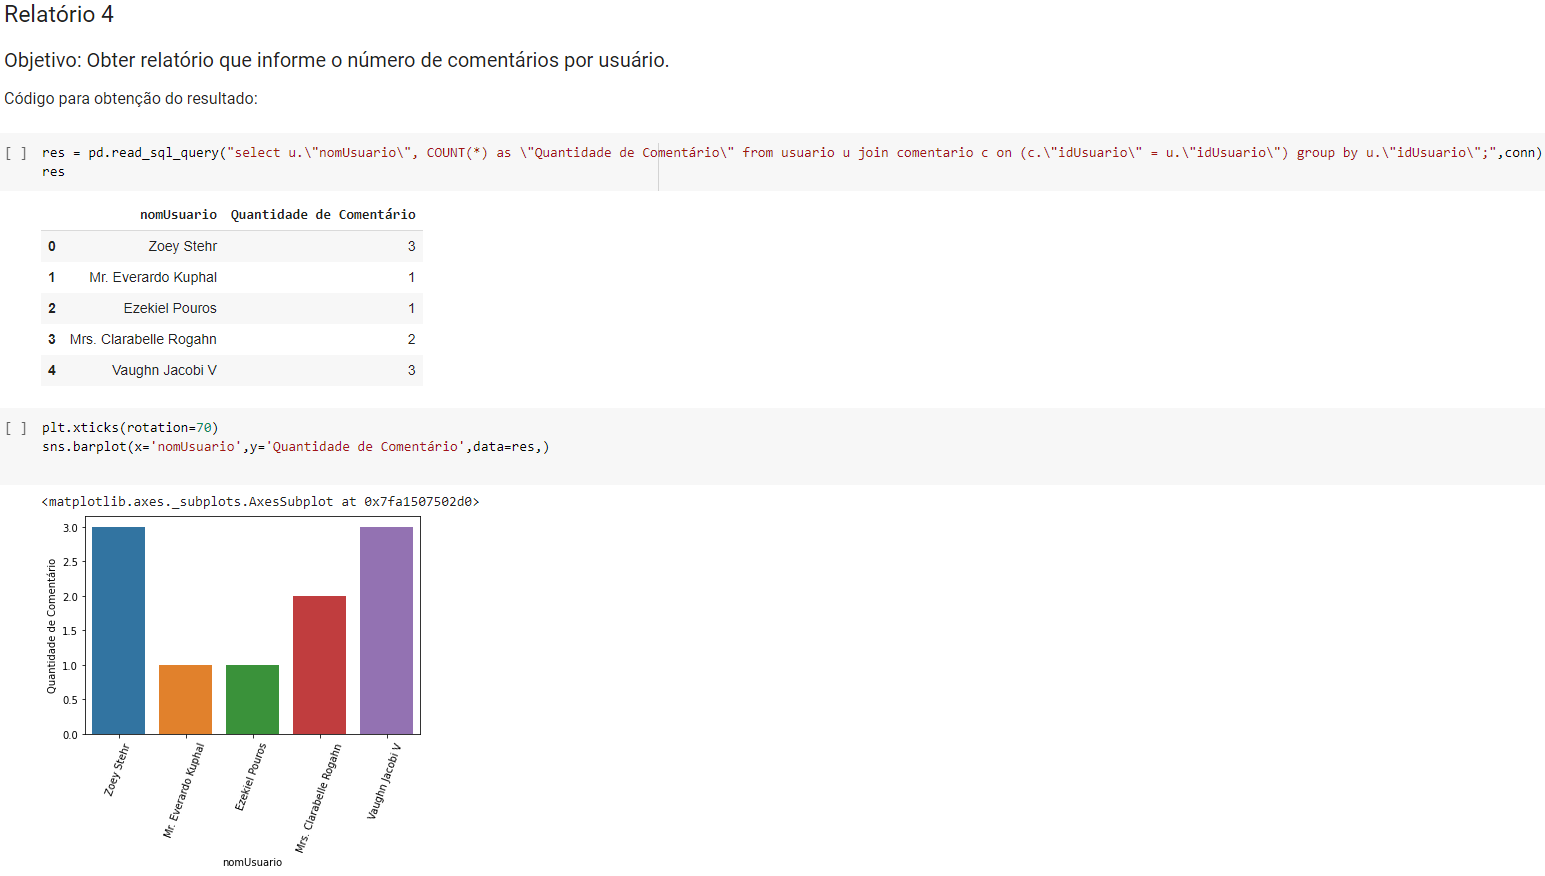 Relatório 4
Objetivo: Obter relatório que informe o número de comentários por usuário.
Código para obtenção do resultado:
[ ] res = pd.read_sql_query("select u.\"nomUsuario\", COUNT(*) as \"Quantidade de Comentário\" from usuario u join comentario c on (c.\"idUsuario\" = u.\"idUsuario\") group by u.\"idUsuario\";",conn)
res
nomUsuario Quantidade de Comentário
0 Zoey Stehr 3
1 Mr. Everardo Kuphal 1
2 Ezekiel Pouros 1
3 Mrs. Clarabelle Rogahn 2
4 Vaughn Jacobi V 3
[ ] plt.xticks(rotation=70)
sns.barplot(x='nomUsuario',y='Quantidade de Comentário',data=res,)
<matplotlib.axes._subplots.AxesSubplot at 0x7fa1507502d0>
Quantidade de Comentário
3.0
2.5
2.0
1.5
1.0
0.5
0.0
Zoey Stehr
Mr. Everardo Kuphal
Ezekiel Pouros
Mrs. Clarabelle Rogahn
Vaughn Jacobi V
nomUsuario